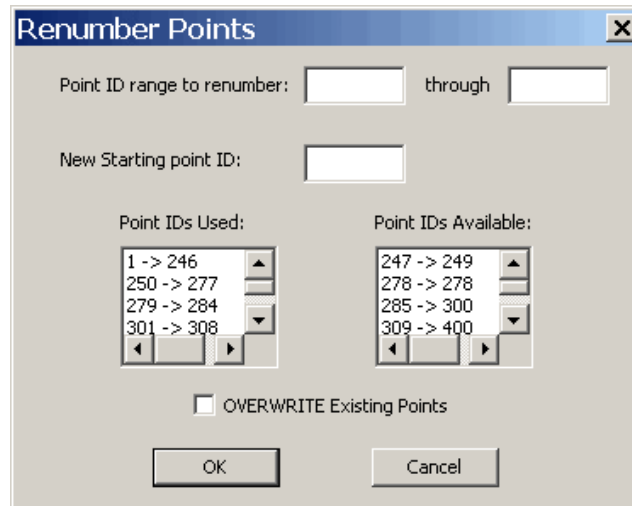 Renumber Points
Point ID range to renumber: through
New Starting point ID:
Point IDs Used: Point IDs Available:
1 -> 246
250 -> 277
279 -> 284
301 -> 308
247 -> 249
278 -> 278
285 -> 300
309 -> 400
OVERWRITE Existing Points
OK Cancel